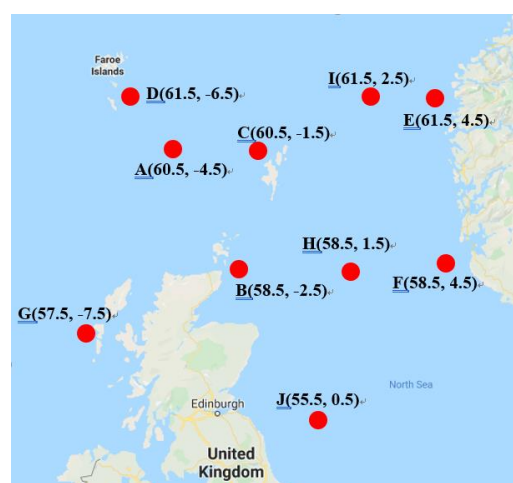 Faroe
Islands
D(61.5, -6.5)
I(61.5, 2.5)
E(61.5, 4.5)
C(60.5, -1.5)
A(60.5, -4.5)
H(58.5, 1.5)
B(58.5, -2.5)
F(58.5, 4.5)
G(57.5, -7.5)
North Sea
J(55.5, 0.5)
Edinburgh
United
Kingdom